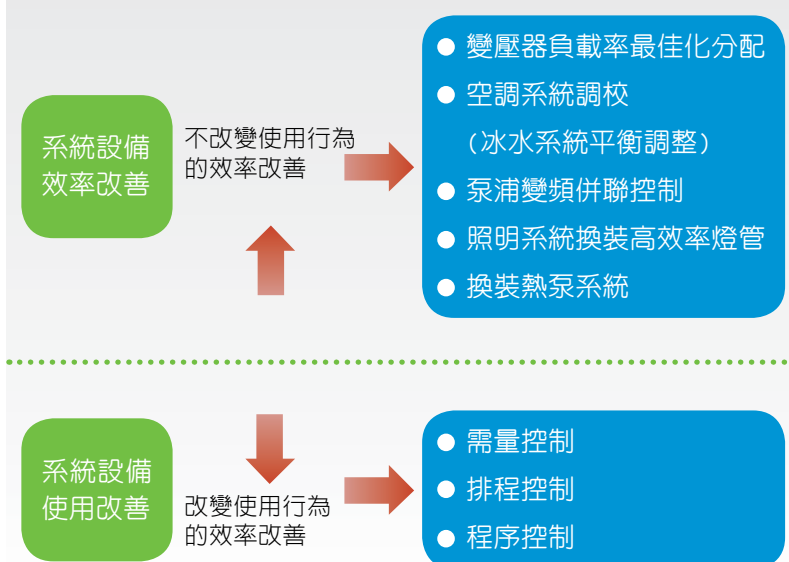 系統設備
效率改善
不改變使用行為
的效率改善
● 變壓器負載率最佳化分配
● 空調系統調校
(冰水系統平衡調整)
● 泵浦變頻併聯控制
● 照明系統換裝高效率燈管
● 換裝熱泵系統
系統設備
使用改善
改變使用行為
的效率改善
● 需量控制
● 排程控制
● 程序控制